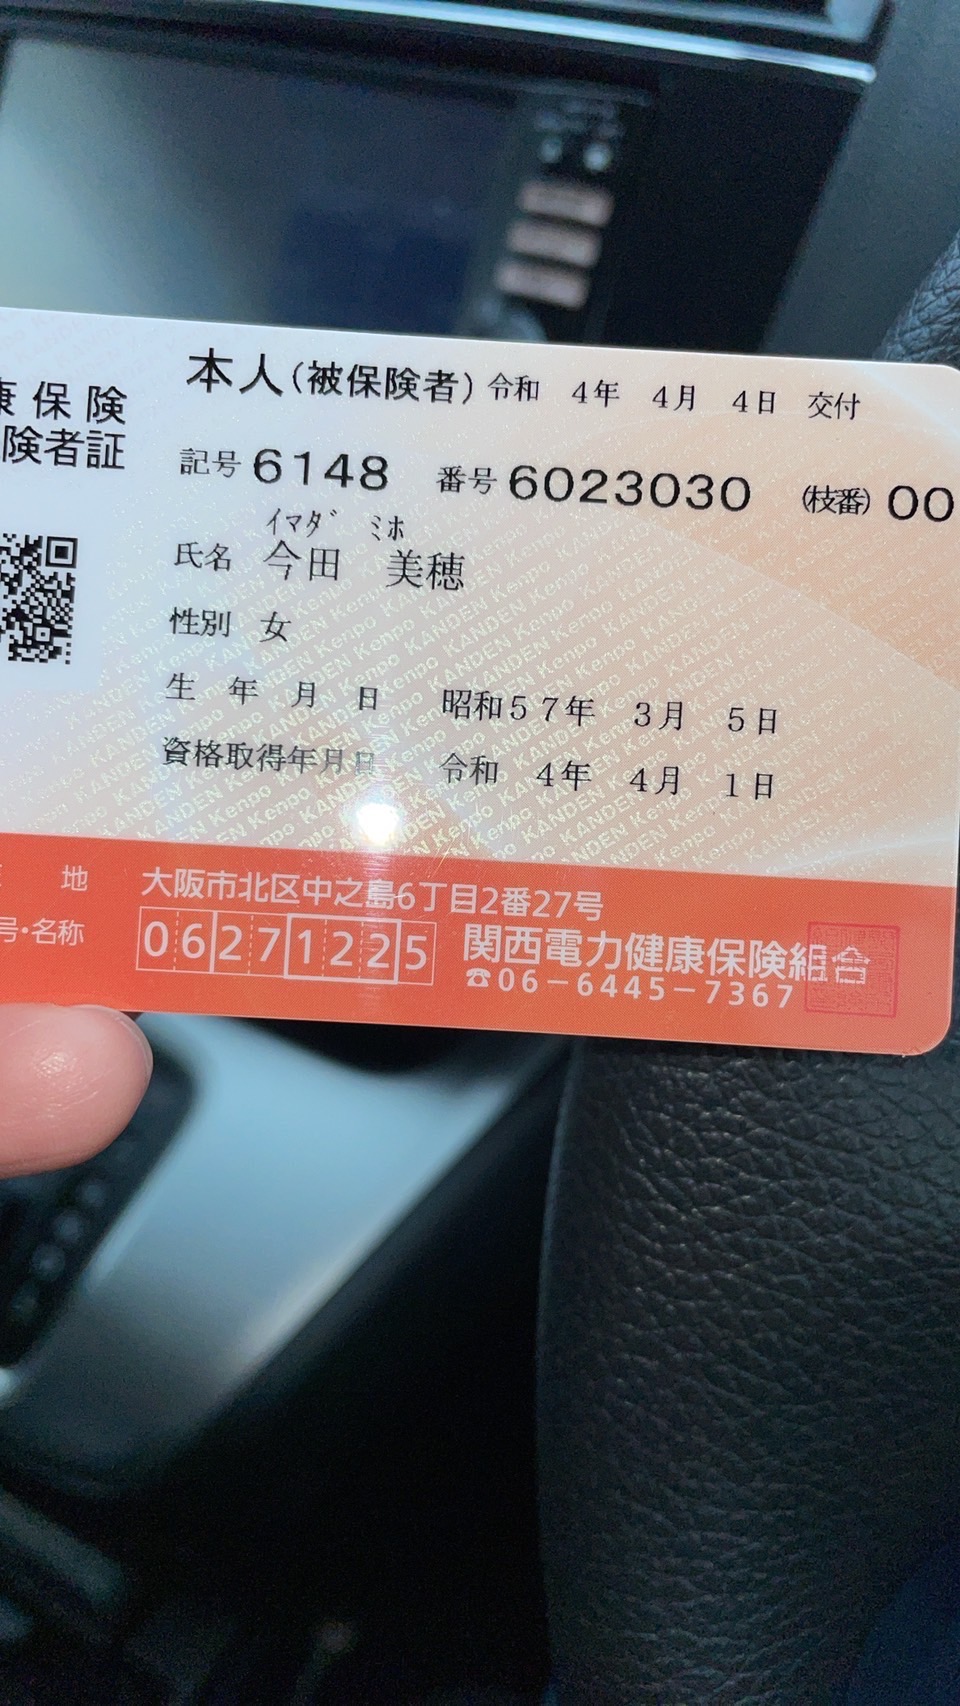 康保険
険者証
本人(被保険者) 令和 4年 4月 4日 交付
記号 6148 番号 6023030 (枝番) 00
イマダ ミホ
氏名 今田 美穂
性別 女
生年月日 昭和57年 3月 5日
資格取得年月日 令和 4年 4月 1日
地 大阪市北区中之島6丁目2番27号
号・名称 06271225 関西電力健康保険組合
☎06-6445-7367
KANDEN Kenpo